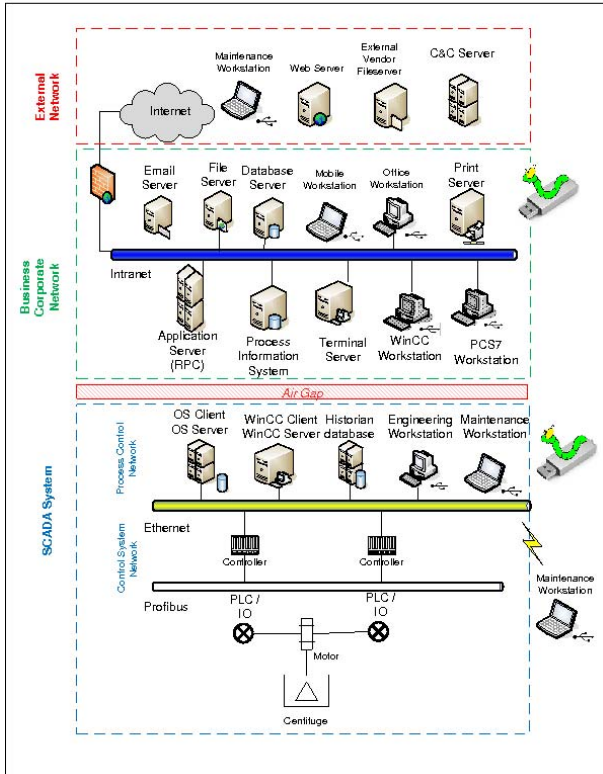 External
Network
Maintenance
Workstation
Web Server
External
Vendor
Fileserver
C&C Server
Internet
Business
Corporate
Network
Email
Server
File
Server
Database
Server
Mobile
Workstation
Office
Workstation
Print
Server
Intranet
Application
Server
(RPC)
Process
Information
System
Terminal
Server
WinCC
Workstation
PCS7
Workstation
Air Gap
SCADA System
Process Control
Network
OS Client
OS Server
WinCC Client
WinCC Server
Historian
database
Engineering
Workstation
Maintenance
Workstation
Ethernet
Control System
Network
Controller
Controller
Maintenance
Workstation
Profibus
PLC /
IO
PLC /
IO
Motor
Centifuge